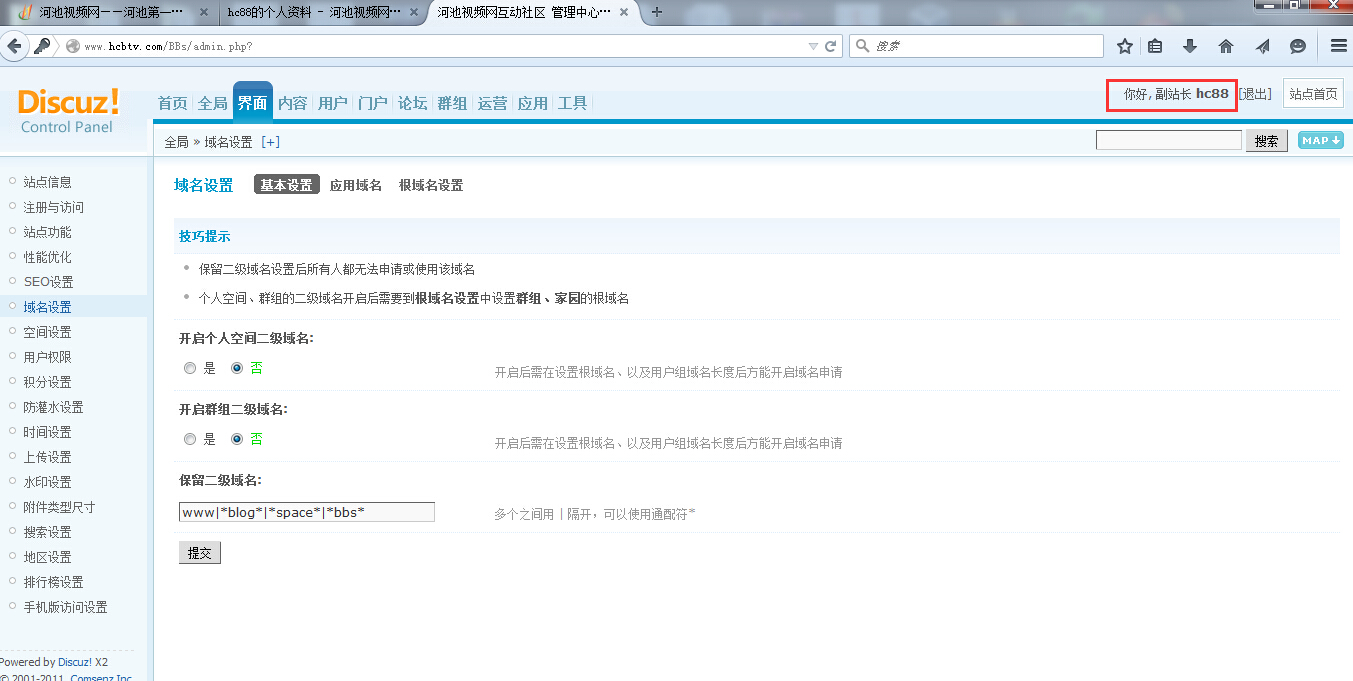 河池视频网——河池第一···
hc88的个人资料 - 河池视频网···
河池视频网互动社区 管理中心···
www.hcbtv.com/BBs/admin.php?
搜索
Discuz!
Control Panel
首页 全局 界面 内容 用户 门户 论坛 群组 运营 应用 工具
你好,副站长 hc88 [退出]
站点首页
全局 » 域名设置 [+]
搜索
MAP
站点信息
注册与访问
站点功能
性能优化
SEO设置
域名设置
空间设置
用户权限
积分设置
防灌水设置
时间设置
上传设置
水印设置
附件类型尺寸
搜索设置
地区设置
排行榜设置
手机版访问设置
Powered by Discuz! X2
© 2001-2011, Comsenz Inc.
域名设置 基本设置 应用域名 根域名设置
技巧提示
保留二级域名设置后所有人都无法申请或使用该域名
个人空间、群组的二级域名开启后需要到根域名设置中设置群组、家园的根域名
开启个人空间二级域名:
是 否
开启后需在设置根域名、以及用户组域名长度后方能开启域名申请
开启群组二级域名:
是 否
开启后需在设置根域名、以及用户组域名长度后方能开启域名申请
保留二级域名:
www|*blog*|*space*|*bbs*
多个之间用 | 隔开，可以使用通配符*
提交